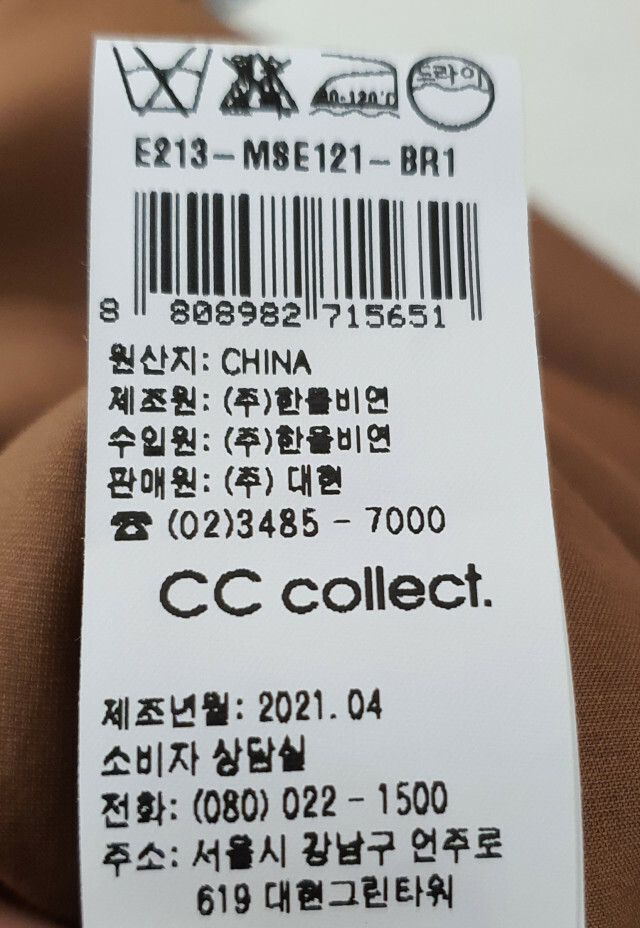 드라이
E213-MSE121-BR1
8 808982 715651
원산지: CHINA
제조원: (주)한올비연
수입원: (주)한올비연
판매원: (주) 대현
☎ (02)3485 - 7000
CC collect.
제조년월: 2021. 04
소비자 상담실
전화: (080) 022 - 1500
주소: 서울시 강남구 언주로
619 대현그린타워